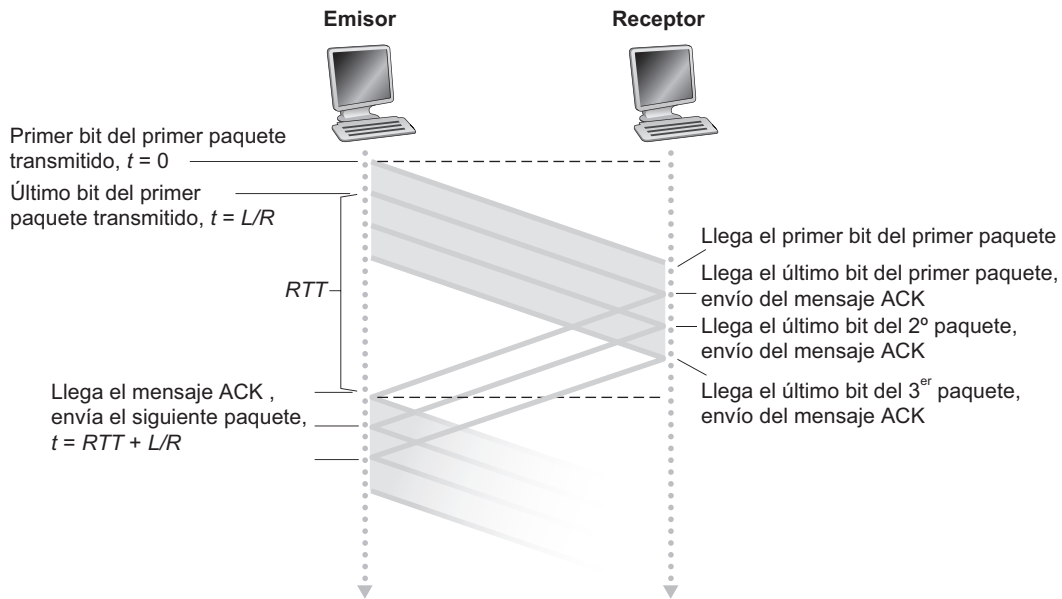 Emisor
Receptor
Primer bit del primer paquete
transmitido, t = 0
Último bit del primer
paquete transmitido, t = L/R
RTT
Llega el mensaje ACK ,
envía el siguiente paquete,
t = RTT + L/R
Llega el primer bit del primer paquete
Llega el último bit del primer paquete,
envío del mensaje ACK
Llega el último bit del 2º paquete,
envío del mensaje ACK
Llega el último bit del 3er paquete,
envío del mensaje ACK